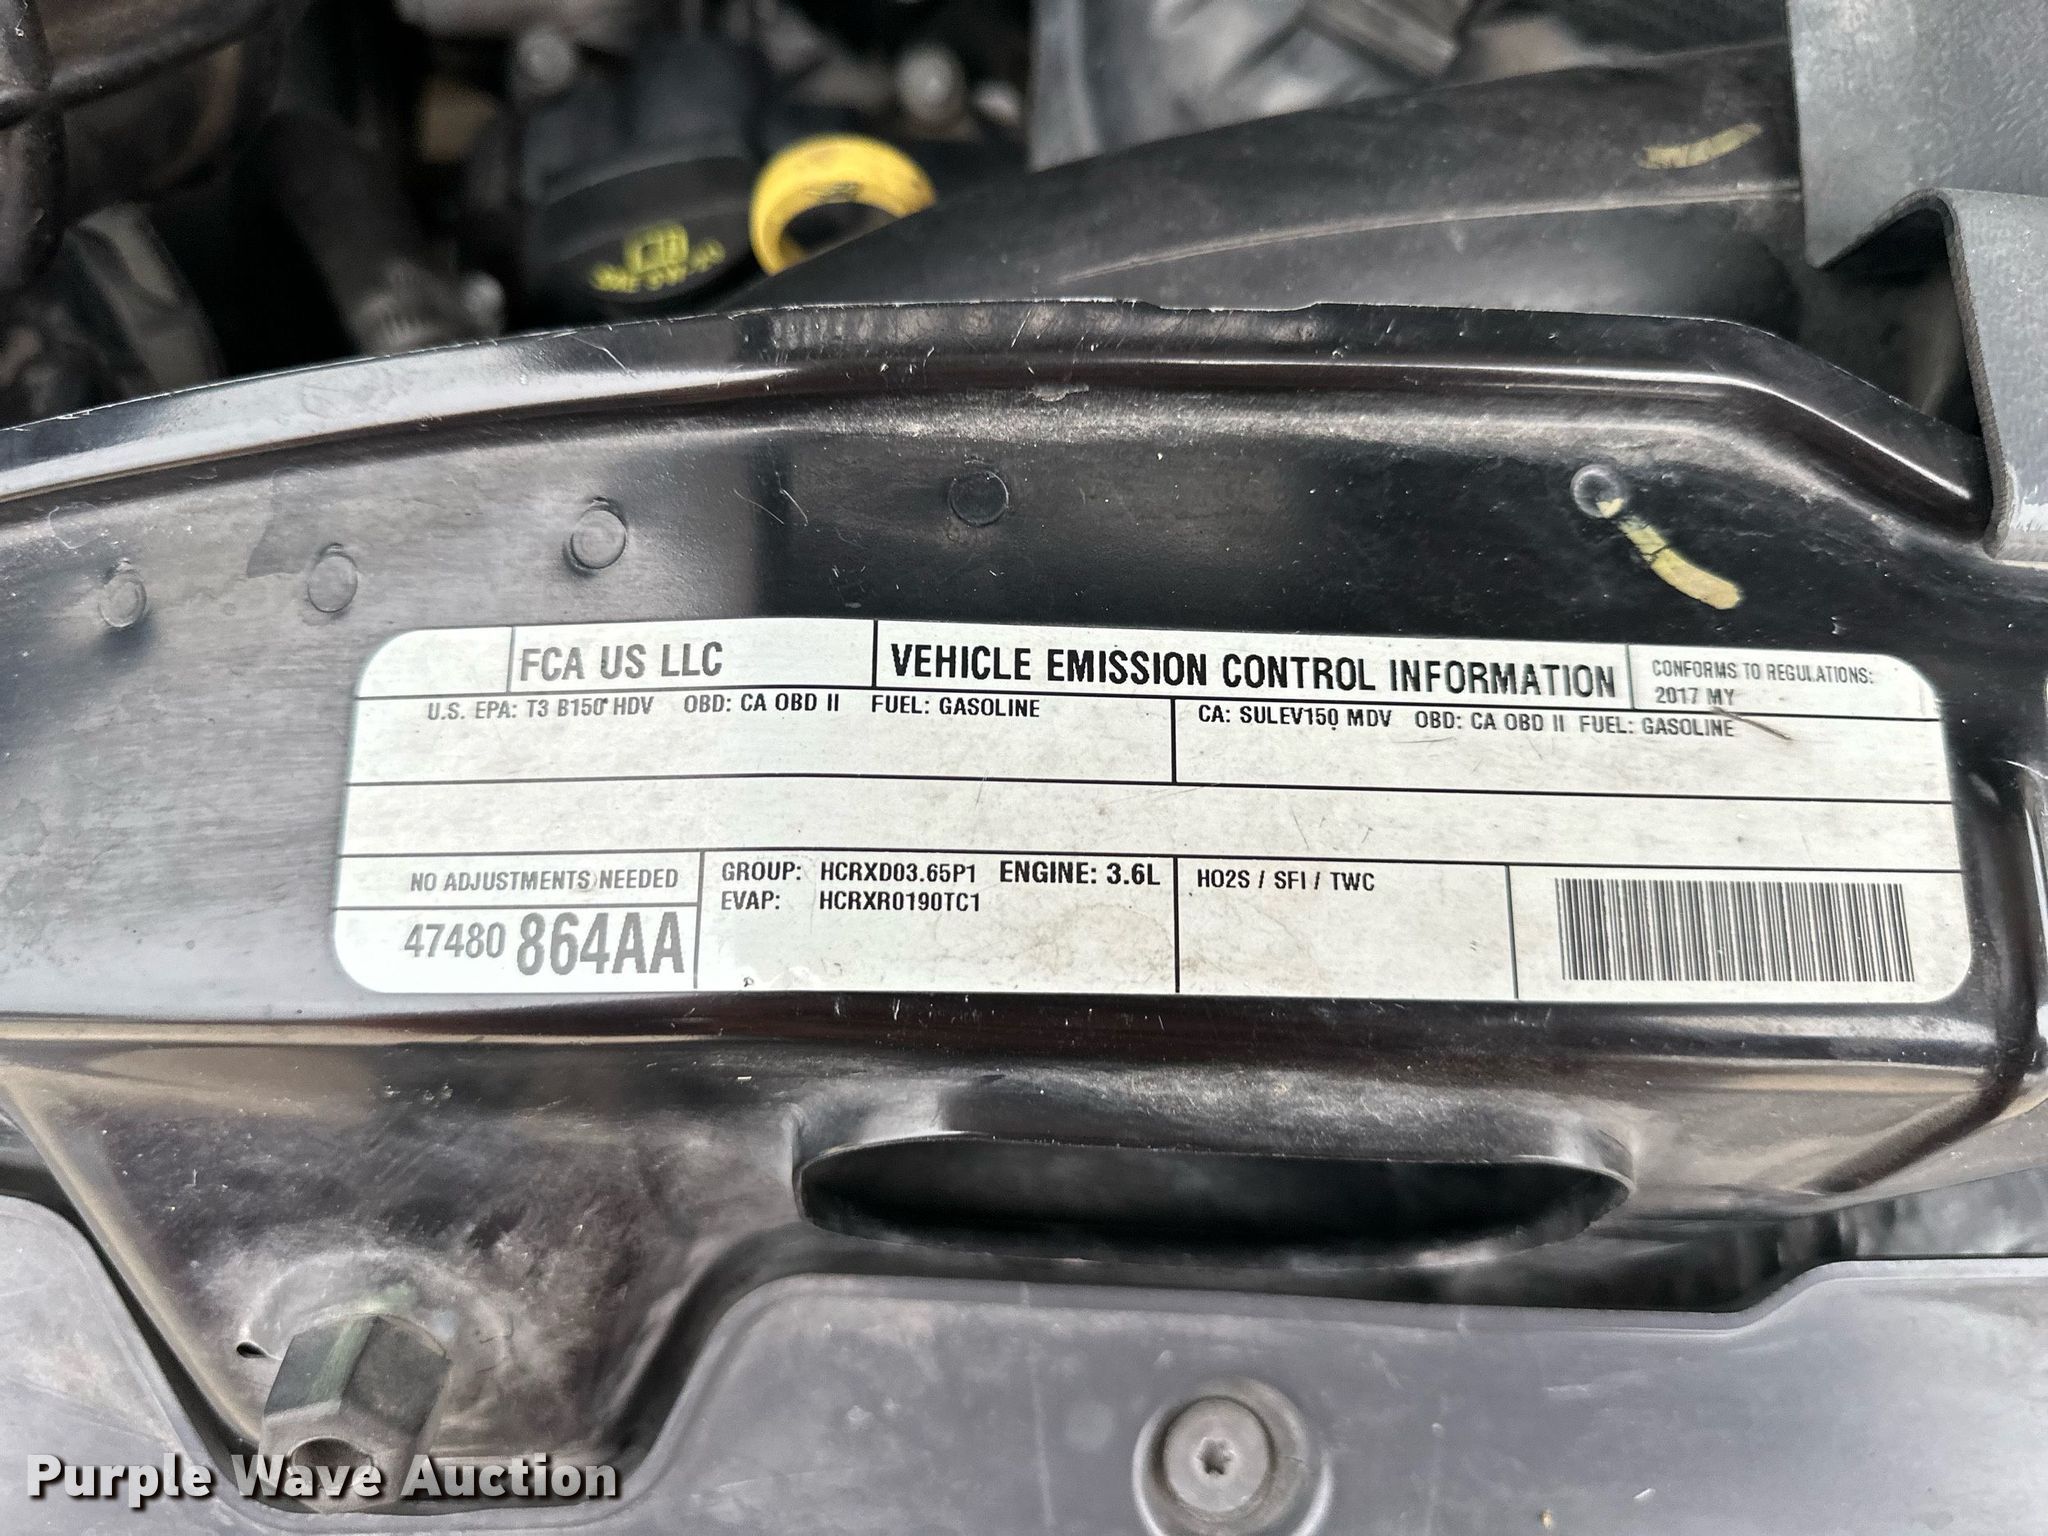 FCA US LLC
VEHICLE EMISSION CONTROL INFORMATION
CONFORMS TO REGULATIONS:
2017 MY
U.S. EPA: T3 B150 HDV OBD: CA OBD II FUEL: GASOLINE
CA: SULEV150 MDV OBD: CA OBD II FUEL: GASOLINE
NO ADJUSTMENTS NEEDED
47480 864AA
GROUP: HCRXD03.65P1 ENGINE: 3.6L
EVAP: HCRXR0190TC1
HO2S / SFI / TWC
Purple Wave Auction